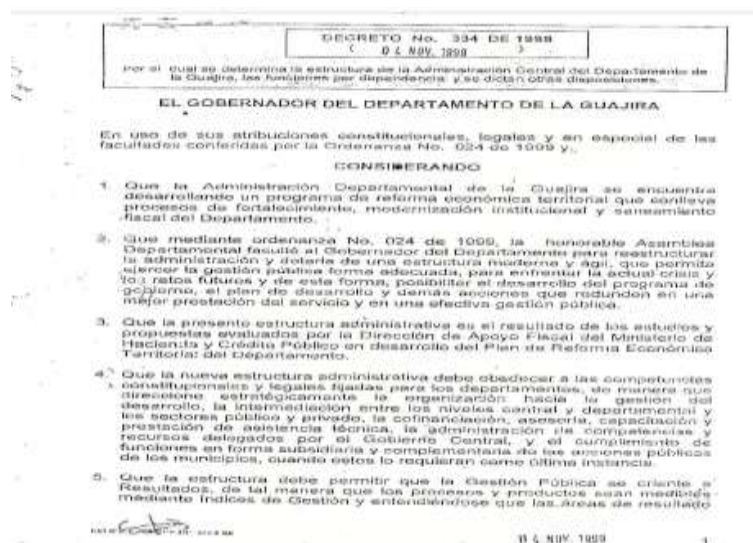 DECRETO No. 334 DE 1999
( 04 NOV. 1999 )
Por el cual se determina la estructura de la Administración Central del Departamento de
la Guajira, las funciones por dependencia y se dictan otras disposiciones.
EL GOBERNADOR DEL DEPARTAMENTO DE LA GUAJIRA
En uso de sus atribuciones constitucionales, legales y en especial de las
facultades conferidas por la Ordenanza No. 024 de 1999 y,
CONSIDERANDO
1. Que la Administración Departamental de la Guajira se encuentra
desarrollando un programa de reforma económica territorial que conlleva
procesos de fortalecimiento, modernización institucional y saneamiento
fiscal del Departamento.
2. Que mediante ordenanza No. 024 de 1999, la honorable Asamblea
Departamental facultó al Gobernador del Departamento para reestructurar
la administración y dotarla de una estructura moderna y ágil, que permita
ejercer la gestión pública forma adecuada, para enfrentar la actual crisis y
los retos futuros y de esta forma, posibilitar el desarrollo del programa de
gobierno, el plan de desarrollo y demás acciones que redunden en una
mejor prestación del servicio y en una efectiva gestión pública.
3. Que la presente estructura administrativa es el resultado de los estudios y
propuestas evaluados por la Dirección de Apoyo Fiscal del Ministerio de
Hacienda y Crédito Público en desarrollo del Plan de Reforma Económica
Territorial del Departamento.
4. Que la nueva estructura administrativa debe obedecer a las competencias
constitucionales y legales fijadas para los departamentos, de manera que
direccione estratégicamente la organización hacia la gestión del
desarrollo, la intermediación entre los niveles central y departamental y
los sectores público y privado, la cofinanciación, asesoría, capacitación y
prestación de asistencia técnica, la administración de competencias y
recursos delegados por el Gobierno Central, y el cumplimiento de
funciones en forma subsidiaria y complementaria de las acciones públicas
de los municipios, cuando estos lo requieran como última instancia.
5. Que la estructura debe permitir que la Gestión Pública se oriente a
Resultados, de tal manera que los procesos y productos sean medibles
mediante Índices de Gestión y entendiéndose que las áreas de resultado
04 NOV. 1999
1